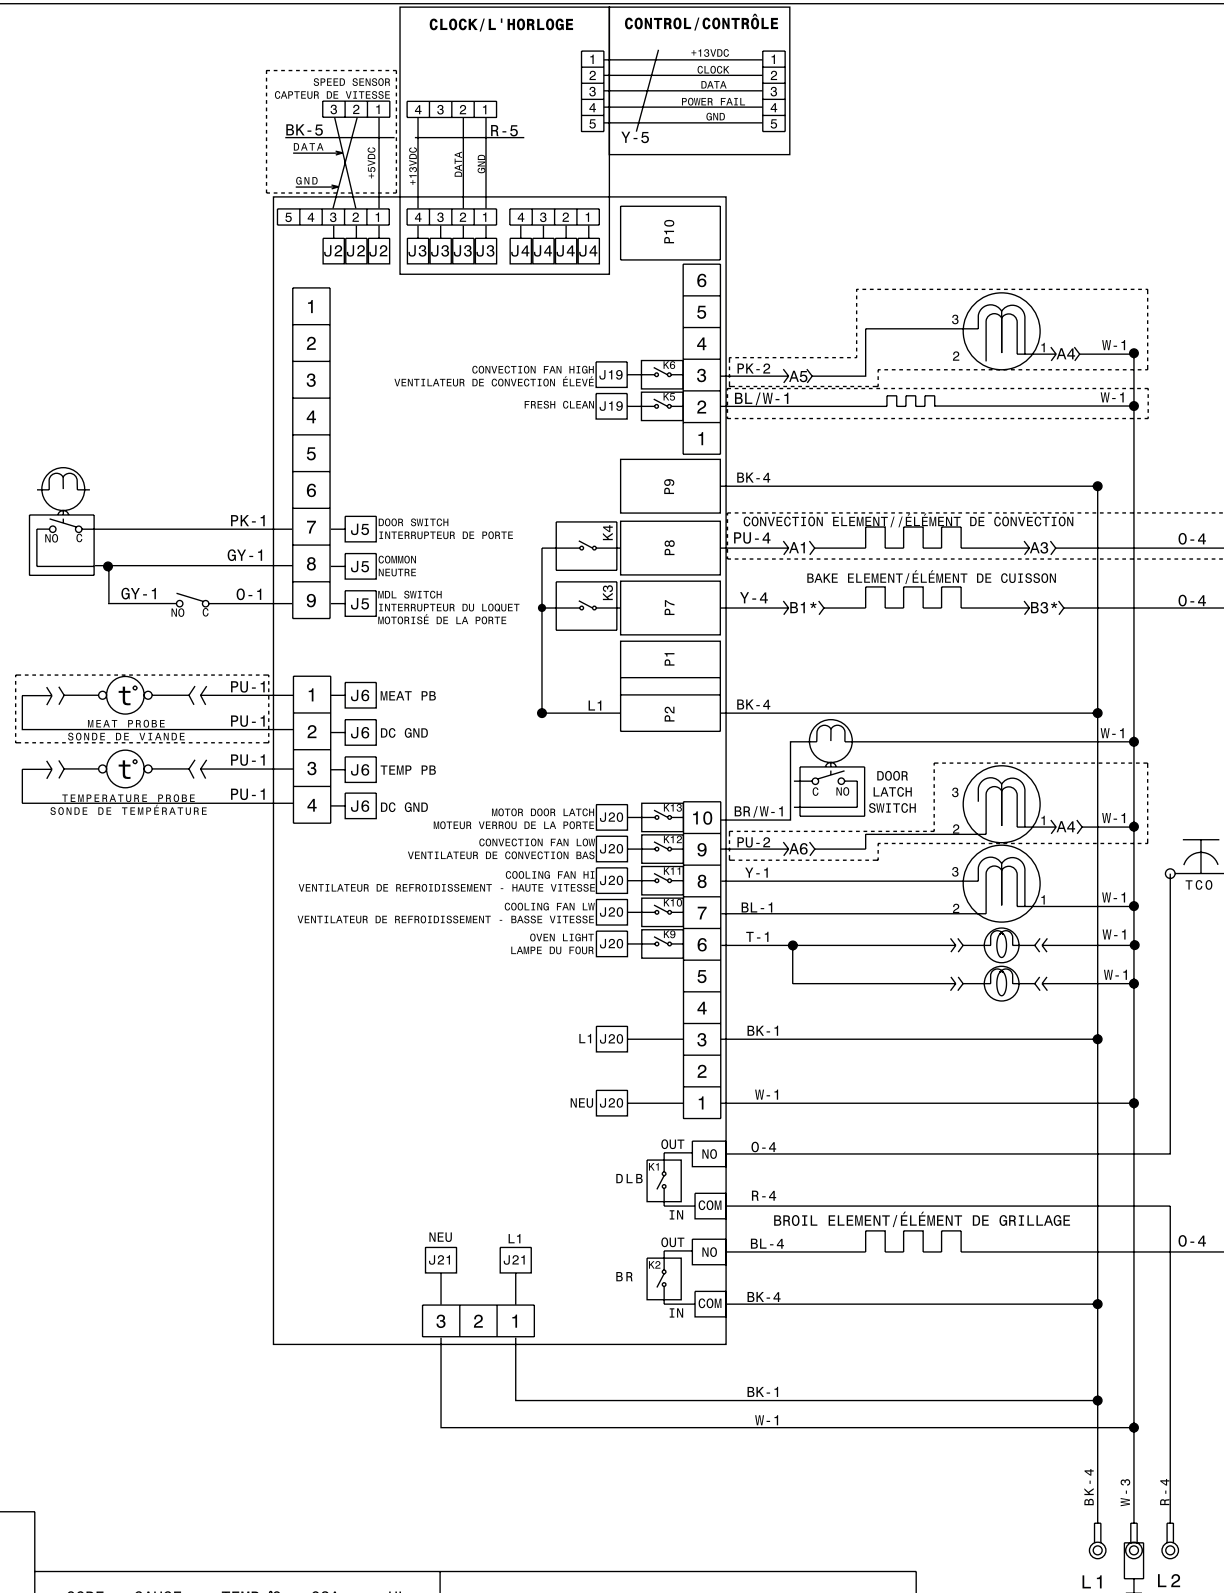 CLOCK/L'HORLOGE
CONTROL/CONTRÔLE
1 +13VDC 1
2 CLOCK 2
3 DATA 3
4 POWER FAIL 4
5 GND 5
Y-5
SPEED SENSOR
CAPTEUR DE VITESSE
3 2 1
4 3 2 1
BK-5
R-5
DATA
GND
+5VDC
+13VDC
DATA
GND
5 4 3 2 1
4 3 2 1
4 3 2 1
J2 J2 J2
J3 J3 J3 J3
J4 J4 J4 J4
P10
6
5
4
CONVECTION FAN HIGH
VENTILATEUR DE CONVECTION ÉLEVÉ
J19 K6 3 PK-2 A5
3
2
1 A4 W-1
FRESH CLEAN J19 K5 2 BL/W-1 W-1
1
1
2
3
4
5
6
7
8
9
P9 BK-4
NO C
PK-1
J5 DOOR SWITCH
INTERRUPTEUR DE PORTE
GY-1
J5 COMMON
NEUTRE
GY-1 NO C O-1
J5 MDL SWITCH
INTERRUPTEUR DU LOQUET
MOTORISÉ DE LA PORTE
CONVECTION ELEMENT//ÉLÉMENT DE CONVECTION
K4 P8 PU-4 A1 A3 O-4
BAKE ELEMENT/ÉLÉMENT DE CUISSON
K3 P7 Y-4 B1* B3* O-4
P1
L1 P2 BK-4
t° PU-1 1 J6 MEAT PB
MEAT PROBE
SONDE DE VIANDE
PU-1 2 J6 DC GND
t° PU-1 3 J6 TEMP PB
TEMPERATURE PROBE
SONDE DE TEMPÉRATURE
PU-1 4 J6 DC GND
W-1
C NO
DOOR
LATCH
SWITCH
MOTOR DOOR LATCH
MOTEUR VERROU DE LA PORTE
J20 K13 10 BR/W-1
CONVECTION FAN LOW
VENTILATEUR DE CONVECTION BAS
J20 K12 9 PU-2 A6
3
2
1 A4 W-1
COOLING FAN HI
VENTILATEUR DE REFROIDISSEMENT - HAUTE VITESSE
J20 K11 8 Y-1 3
COOLING FAN LW
VENTILATEUR DE REFROIDISSEMENT - BASSE VITESSE
J20 K10 7 BL-1 2
1 W-1
TCO
OVEN LIGHT
LAMPE DU FOUR
J20 K9 6 T-1 W-1
5 W-1
4
L1 J20 3 BK-1
2
NEU J20 1 W-1
OUT NO O-4
DLB K1
IN COM R-4
BROIL ELEMENT/ÉLÉMENT DE GRILLAGE
OUT NO BL-4 O-4
BR K2
IN COM BK-4
NEU L1
J21 J21
3 2 1
BK-1
W-1
BK-4
W-3
R-4
L1 L2